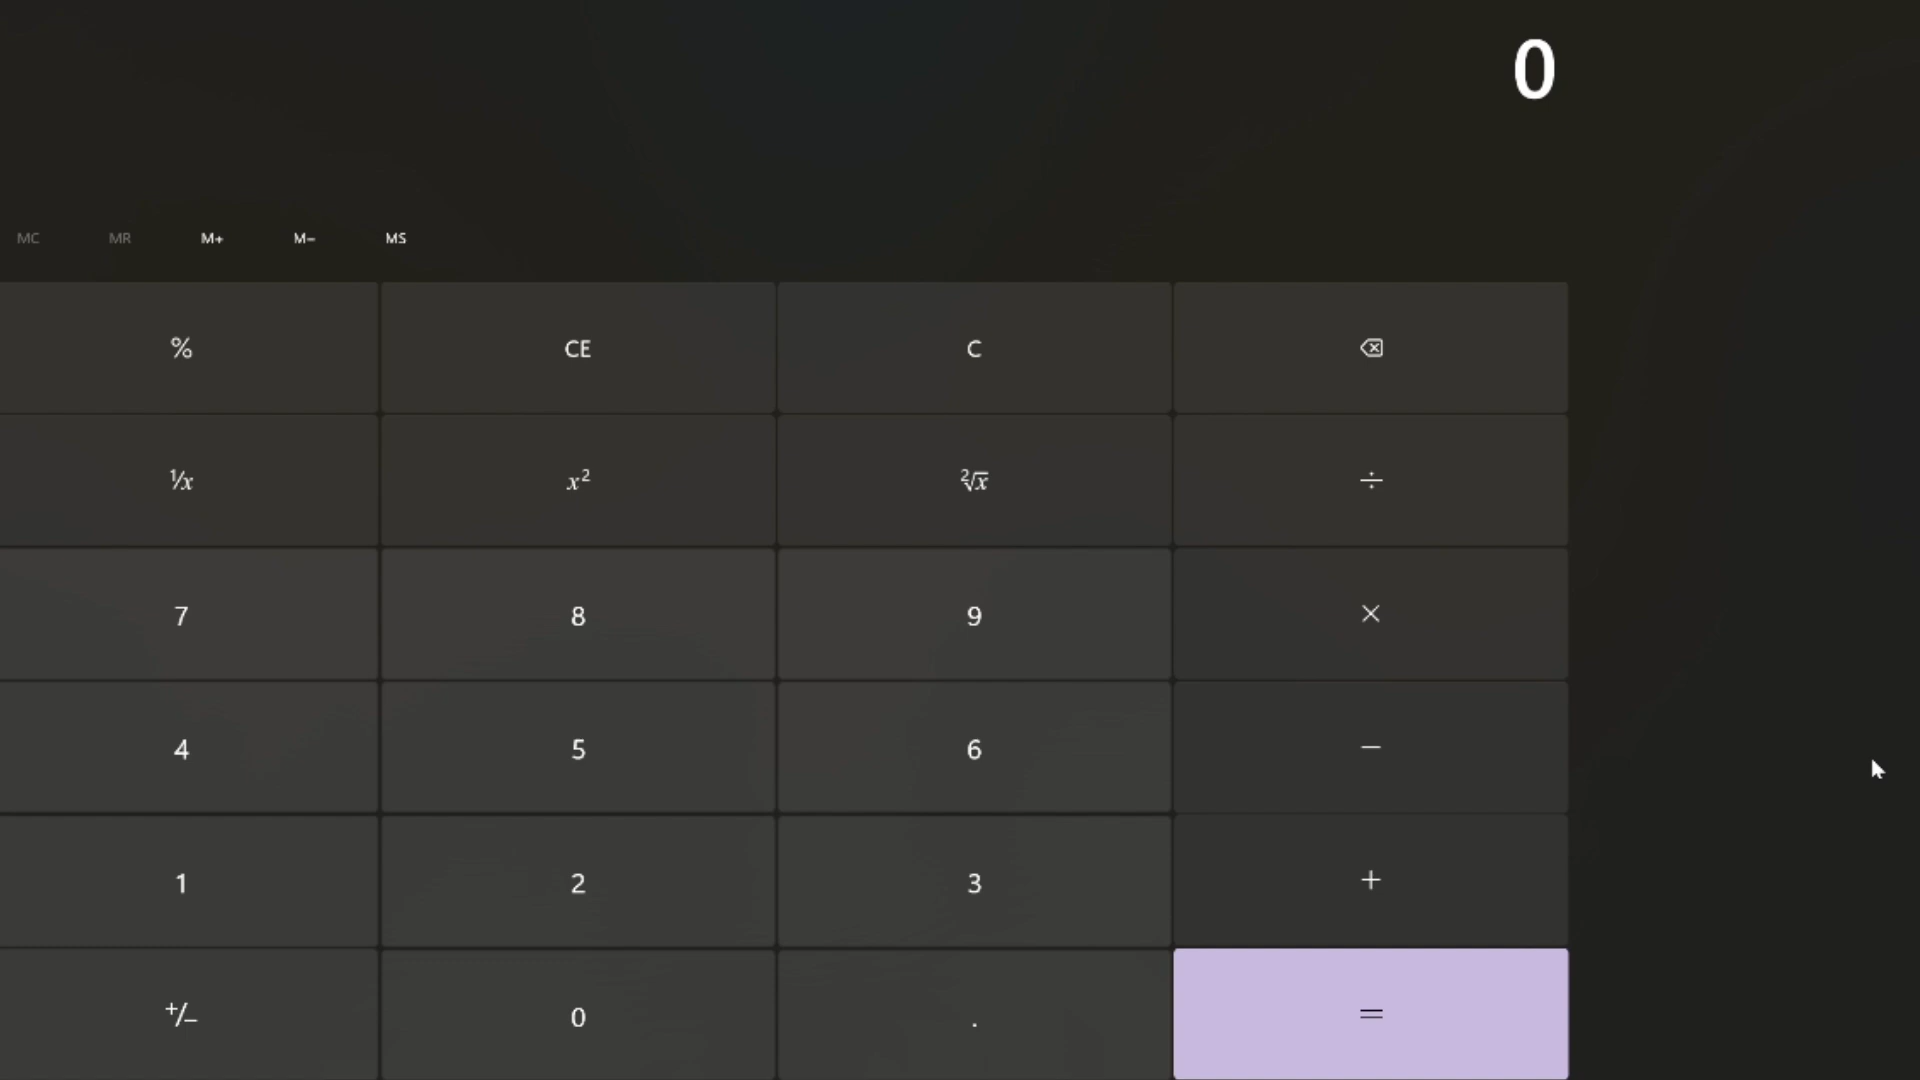 0
MC MR M+ M− MS
% CE C
⅟x x² ²√x ÷
7 8 9 ×
4 5 6 −
1 2 3 +
+/− 0 . =